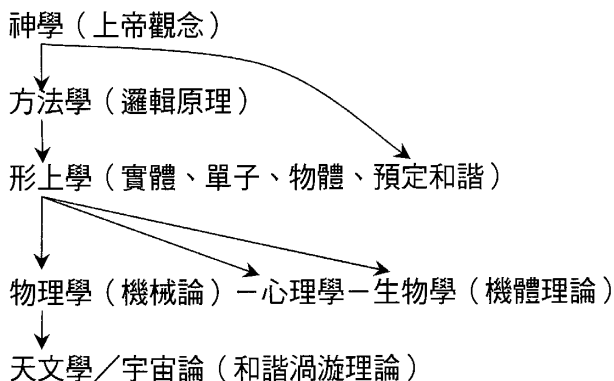 神學（上帝觀念）
方法學（邏輯原理）
形上學（實體、單子、物體、預定和諧）
物理學（機械論）－心理學－生物學（機體理論）
天文學／宇宙論（和諧渦漩理論）